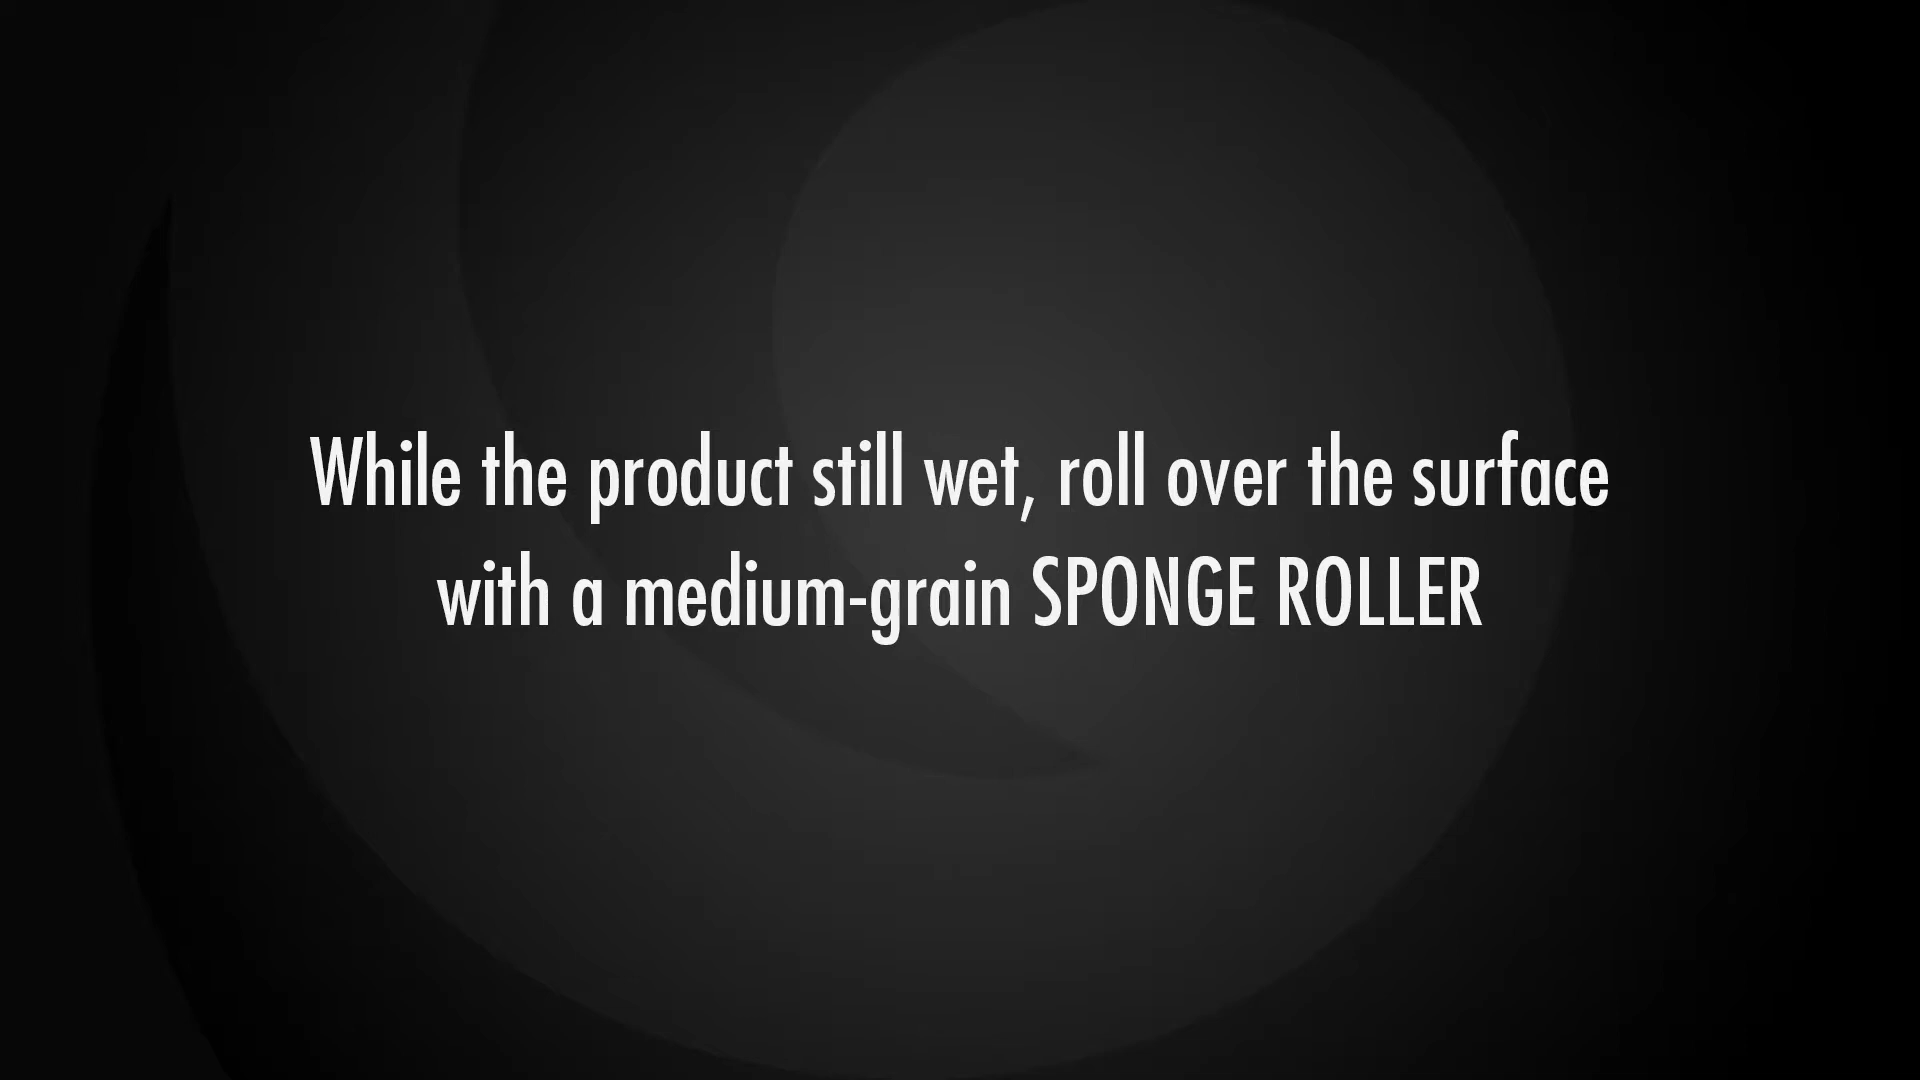 While the product still wet, roll over the surface
with a medium-grain SPONGE ROLLER